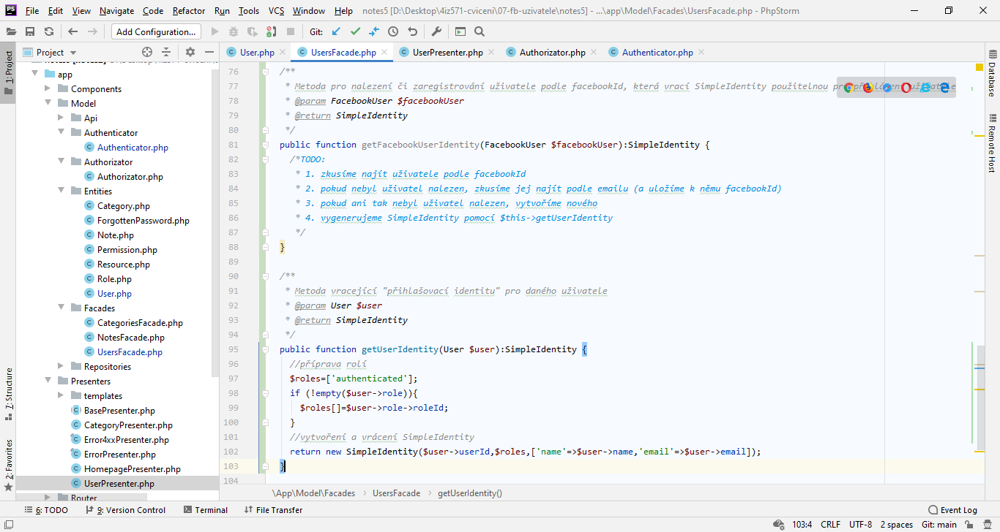 PS File Edit View Navigate Code Refactor Run Tools VCS Window Help notes5 [D:\Desktop\4iz571-cviceni\07-fb-uzivatele\notes5] - ...\app\Model\Facades\UsersFacade.php - PhpStorm
Add Configuration... Git:
Project User.php UsersFacade.php UserPresenter.php Authorizator.php Authenticator.php
1: Project
7: Structure
2: Favorites
app
Components
Model
Api
Authenticator
Authenticator.php
Authorizator
Authorizator.php
Entities
Category.php
ForgottenPassword.php
Note.php
Permission.php
Resource.php
Role.php
User.php
Facades
CategoriesFacade.php
NotesFacade.php
UsersFacade.php
Repositories
Presenters
templates
BasePresenter.php
CategoryPresenter.php
Error4xxPresenter.php
ErrorPresenter.php
HomepagePresenter.php
UserPresenter.php
Router
76 /**
77 * Metoda pro nalezení či zaregistrování uživatele podle facebookId, která vrací SimpleIdentity použitelnou
78 * @param FacebookUser $facebookUser
79 * @return SimpleIdentity
80 */
81 public function getFacebookUserIdentity(FacebookUser $facebookUser):SimpleIdentity {
82 /*TODO:
83 * 1. zkusíme najít uživatele podle facebookId
84 * 2. pokud nebyl uživatel nalezen, zkusíme jej najít podle emailu (a uložíme k němu facebookId)
85 * 3. pokud ani tak nebyl uživatel nalezen, vytvoříme nového
86 * 4. vygenerujeme SimpleIdentity pomocí $this->getUserIdentity
87 */
88 }
89
90 /**
91 * Metoda vracející "přihlašovací identitu" pro daného uživatele
92 * @param User $user
93 * @return SimpleIdentity
94 */
95 public function getUserIdentity(User $user):SimpleIdentity {
96 //příprava rolí
97 $roles=['authenticated'];
98 if (!empty($user->role)){
99 $roles[]=$user->role->roleId;
100 }
101 //vytvoření a vrácení SimpleIdentity
102 return new SimpleIdentity($user->userId,$roles,['name'=>$user->name,'email'=>$user->email]);
103 }
104
Database
Remote Host
\App\Model\Facades UsersFacade getUserIdentity()
6: TODO 9: Version Control Terminal File Transfer Event Log
103:4 CRLF UTF-8 2 spaces Git: main